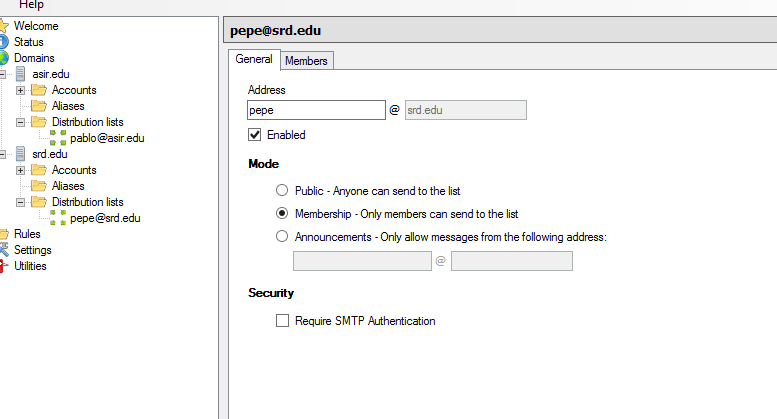 Help
Welcome
Status
Domains
asir.edu
Accounts
Aliases
Distribution lists
pablo@asir.edu
srd.edu
Accounts
Aliases
Distribution lists
pepe@srd.edu
Rules
Settings
Utilities
pepe@srd.edu
General Members
Address
pepe @ srd.edu
Enabled
Mode
Public - Anyone can send to the list
Membership - Only members can send to the list
Announcements - Only allow messages from the following address:
@
Security
Require SMTP Authentication